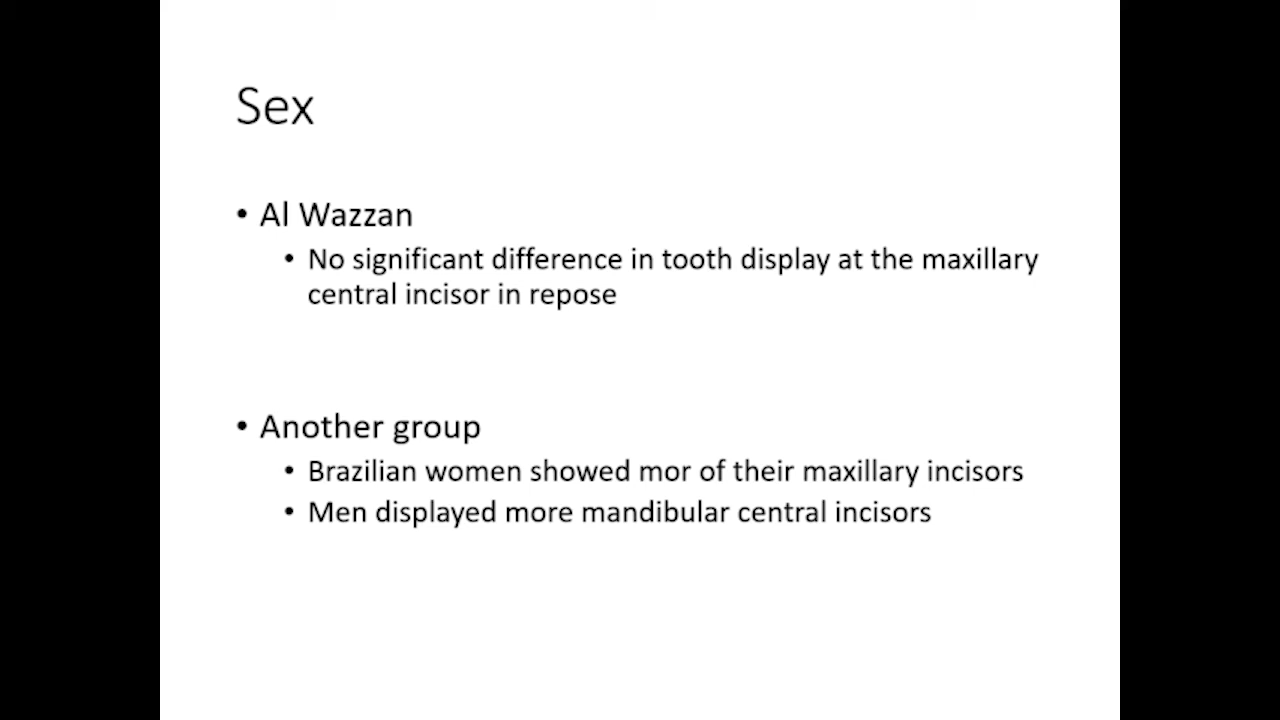 Sex
• Al Wazzan
• No significant difference in tooth display at the maxillary
central incisor in repose
• Another group
• Brazilian women showed mor of their maxillary incisors
• Men displayed more mandibular central incisors